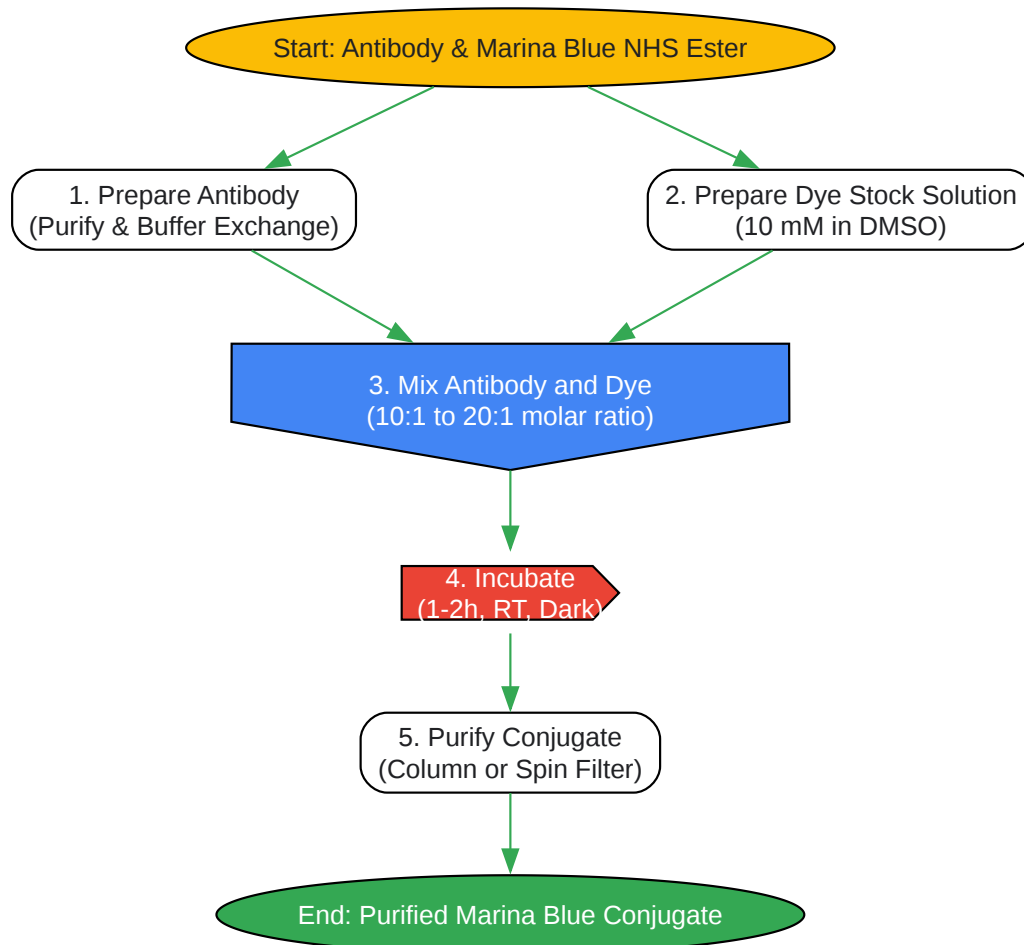 Start: Antibody & Marina Blue NHS Ester
1. Prepare Antibody
(Purify & Buffer Exchange)
2. Prepare Dye Stock Solution
(10 mM in DMSO)
3. Mix Antibody and Dye
(10:1 to 20:1 molar ratio)
4. Incubate
(1-2h, RT, Dark)
5. Purify Conjugate
(Column or Spin Filter)
End: Purified Marina Blue Conjugate